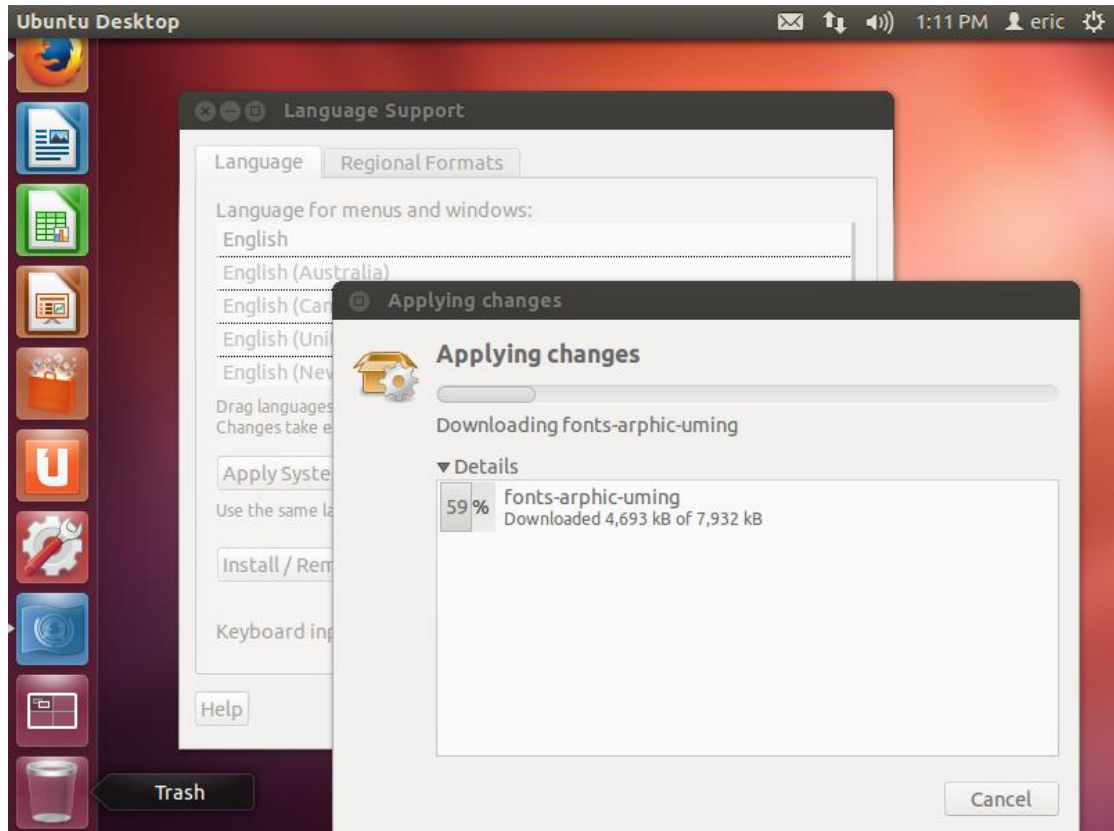 Ubuntu Desktop
1:11 PM eric
Language Support
Language Regional Formats
Language for menus and windows:
English
English (Australia)
English (Can
English (Uni
English (New
Drag languages
Changes take e
Apply Syste
Use the same la
Install / Rem
Keyboard inp
Help
Applying changes
Applying changes
Downloading fonts-arphic-uming
Details
59 % fonts-arphic-uming
Downloaded 4,693 kB of 7,932 kB
Cancel
Trash